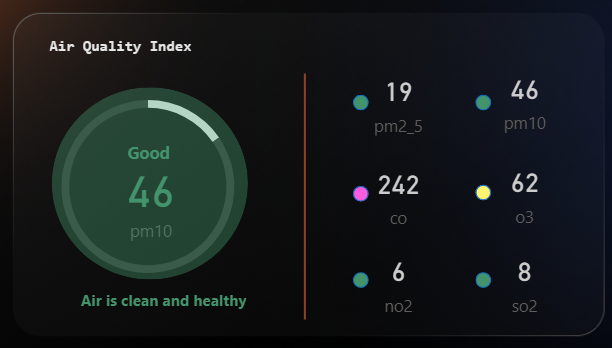 Air Quality Index
Good
46
pm10
Air is clean and healthy
19
pm2_5
46
pm10
242
co
62
o3
6
no2
8
so2